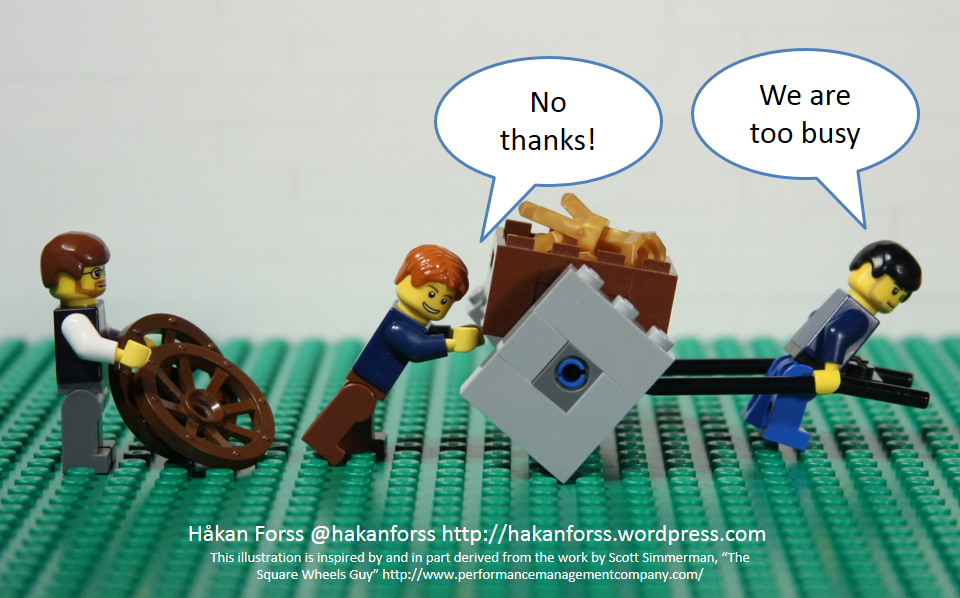 No
thanks!
We are
too busy
Håkan Forss @hakanforss http://hakanforss.wordpress.com
This illustration is inspired by and in part derived from the work by Scott Simmerman, “The
Square Wheels Guy” http://www.performancemanagementcompany.com/